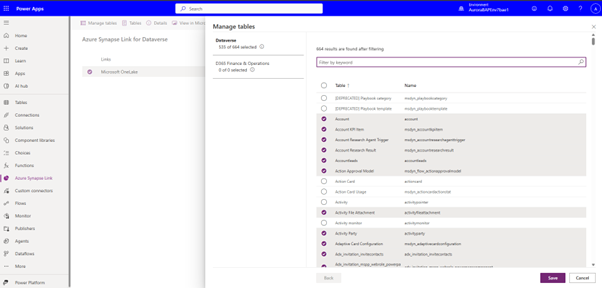 Power Apps
Search
Environment
AuroraBAPEnv7bae1
Home
Create
Learn
Apps
AI hub
Tables
Connections
Solutions
Component libraries
Choices
Functions
Azure Synapse Link
Custom connection
Flows
Monitor
Publishers
Agents
Dataflows
More
Power Platform
Manage tables
Tables
Details
View in Micro
Azure Synapse Link for Dataverse
Links
Microsoft OneLake
Manage tables
Dataverse
535 of 664 selected
D365 Finance & Operations
0 of 0 selected
664 results are found after filtering
Filter by keyword
Table ↑ Name
[DEPRECATED] Playbook category msdyn_playbookcategory
[DEPRECATED] Playbook template msdyn_playbooktemplate
Account account
Account KPI Item msdyn_accountkpiitem
Account Research Agent Trigger msdyn_accountresearchagenttrigger
Account Research Result msdyn_accountresearchresult
Accountleads accountleads
Action Approval Model msdyn_flow_actionapprovalmodel
Action Card actioncard
Action Card Usage
Activity activitypointer
Activity File Attachment activityfileattachment
Activity monitor activitymonitor
Activity Party activityparty
Adaptive Card Configuration msdyn_adaptivecardconfiguration
Adx_invitation_invitecontacts adx_invitation_invitecontacts
Back
Save
Cancel